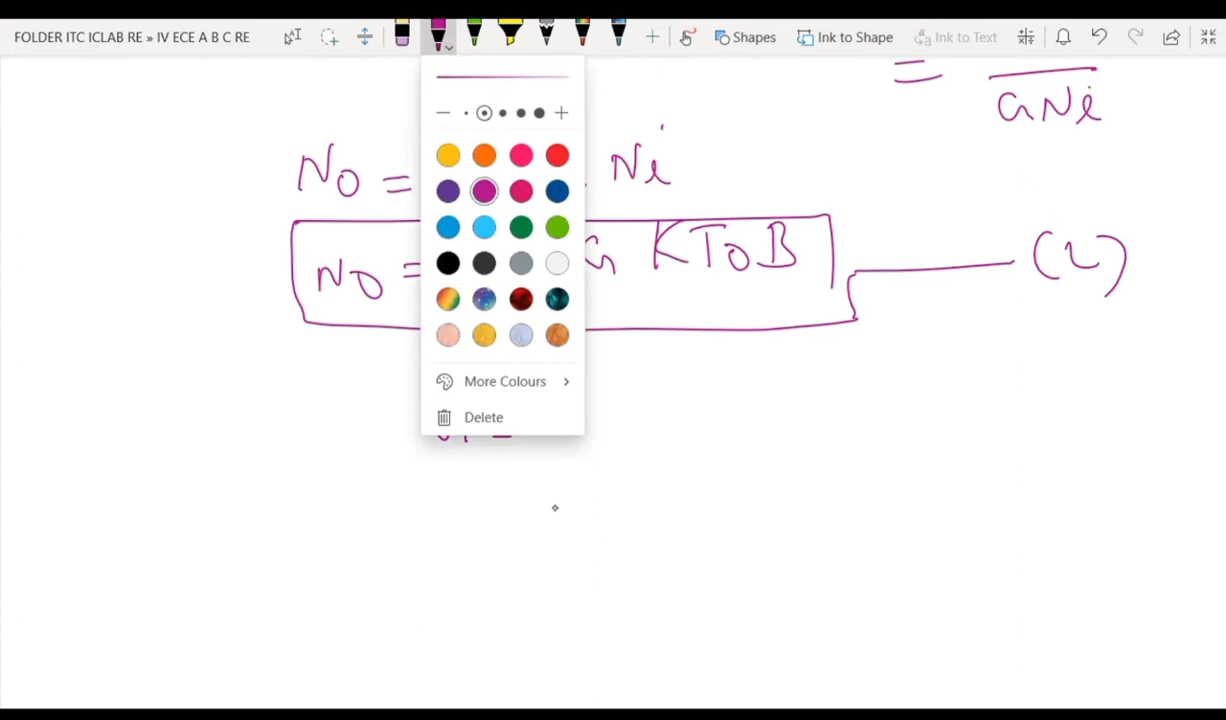 FOLDER ITC ICLAB RE » IV ECE A B C RE
Shapes
Ink to Shape
Ink to Text
=
GNi
No = Ni
No = G KToB
(2)
More Colours
Delete